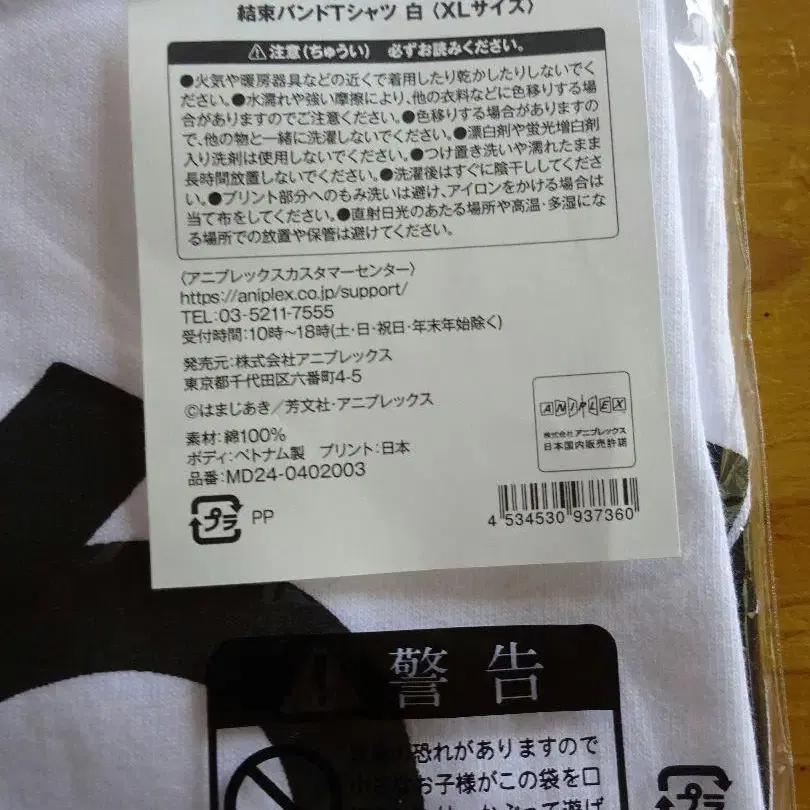 結束バンドTシャツ 白〈XLサイズ〉
⚠注意(ちゅうい) 必ずお読みください。
●火気や暖房器具などの近くで着用したり乾かしたりしないでく
ださい。●水濡れや強い摩擦により、他の衣料などに色移りする場
合がありますのでご注意ください。●色移りする場合がありますの
で、他の物と一緒に洗濯しないでください。●漂白剤や蛍光増白剤
入り洗剤は使用しないでください。●つけ置き洗いや濡れたまま
長時間放置しないでください。●洗濯後はすぐに陰干ししてくださ
い。●プリント部分へのもみ洗いは避け、アイロンをかける場合は
当て布をしてください。●直射日光のあたる場所や高温・多湿にな
る場所での放置や保管は避けてください。
〈アニプレックスカスタマーセンター〉
https://aniplex.co.jp/support/
TEL:03-5211-7555
受付時間:10時〜18時(土・日・祝日・年末年始除く)
発売元:株式会社アニプレックス
東京都千代田区六番町4-5
©はまじあき/芳文社・アニプレックス
素材:綿100%
ボディ:ベトナム製 プリント:日本
品番:MD24-0402003
プラ PP
ANIPLEX
株式会社アニプレックス
日本国内販売許諾
4 534530 937360
警告
恐れがありますので
お子様がこの袋を口
かぶって遊げ
プラ